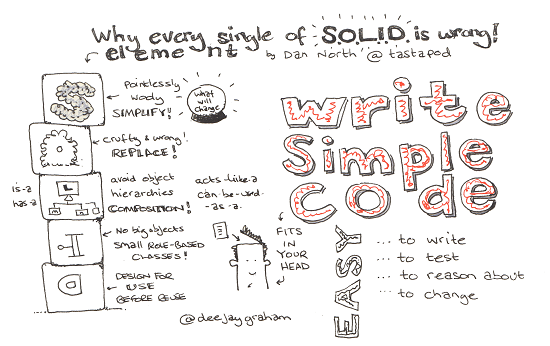 Why every single of S.O.L.I.D. is wrong!
element by Dan North @tastapod
S
Pointlessly
Wordy
SIMPLIFY!!
what
will
change
O
crufty & wrong!
REPLACE!
is-a
has-a
L
avoid object
hierarchies
COMPOSITION!
acts-like-a
can be-used-
-as-a.
I
No big objects
Small ROLE-BASED
CLASSES!
D
DESIGN FOR
USE
BEFORE REUSE
FITS
IN
YOUR
HEAD
@deejaygraham
write
Simple
code
EASY
... to write
... to test
... to reason about
... to change